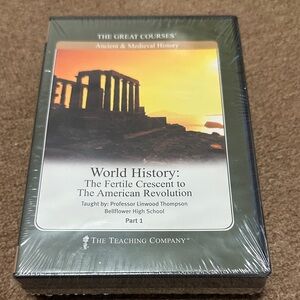 THE GREAT COURSES®
Ancient & Medieval History
World History:
The Fertile Crescent to
The American Revolution
Taught by: Professor Linwood Thompson
Bellflower High School
Part 1
THE TEACHING COMPANY™